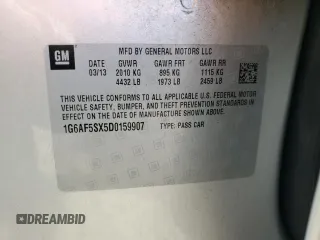 GM
MFD BY GENERAL MOTORS LLC
DATE GVWR GAWR FRT GAWR RR
03/13 2010 KG 895 KG 1115 KG
4432 LB 1973 LB 2459 LB
THIS VEHICLE CONFORMS TO ALL APPLICABLE U.S. FEDERAL MOTOR
VEHICLE SAFETY, BUMPER, AND THEFT PREVENTION STANDARDS
IN EFFECT ON THE DATE OF MANUFACTURE SHOWN ABOVE.
1G6AF5SX5D0159907 TYPE: PASS CAR
DREAMBID